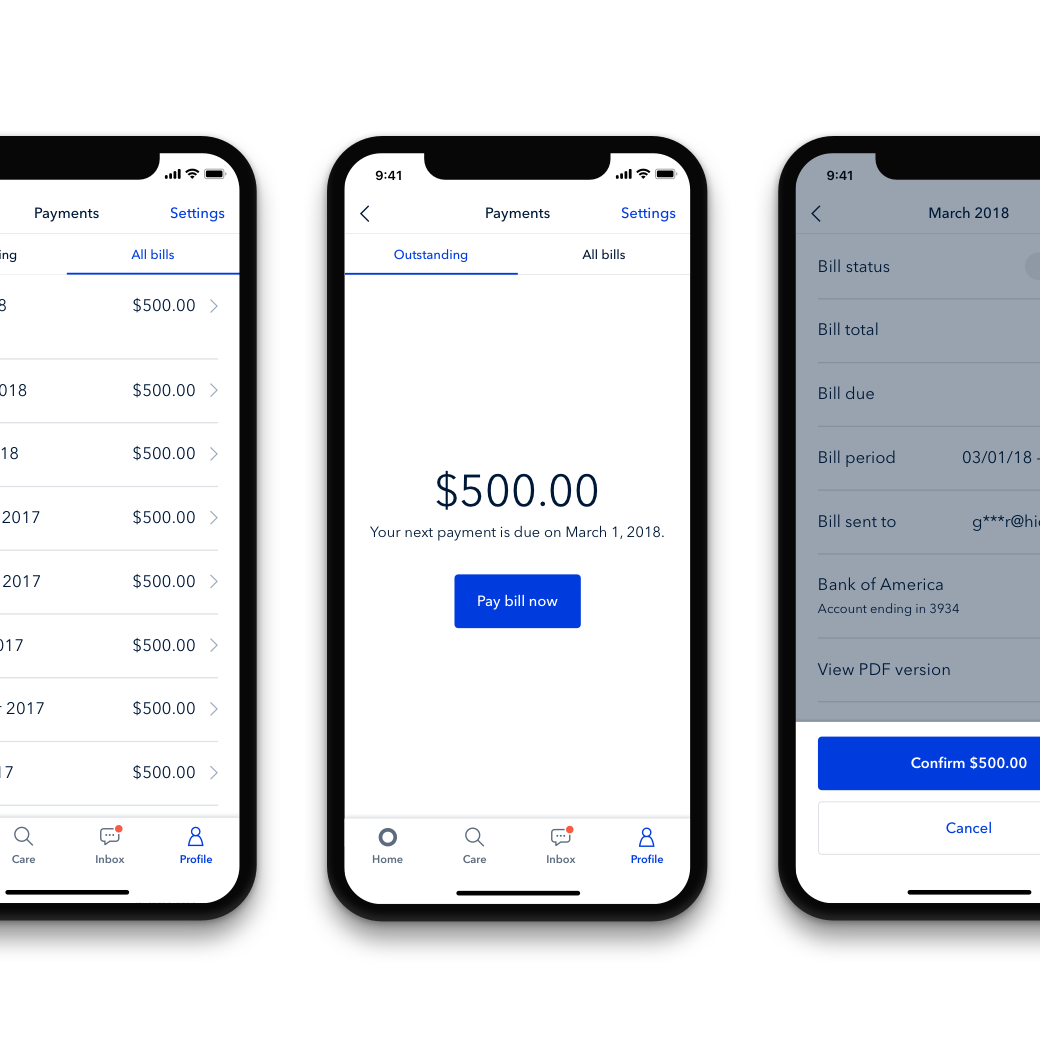 Payments
Settings
All bills
$500.00
018 $500.00
18 $500.00
2017 $500.00
2017 $500.00
017 $500.00
2017 $500.00
17 $500.00
Care
Inbox
Profile
9:41
Payments
Settings
Outstanding
All bills
$500.00
Your next payment is due on March 1, 2018.
Pay bill now
Home
Care
Inbox
Profile
9:41
March 2018
Bill status
Bill total
Bill due
Bill period 03/01/18 -
Bill sent to g***r@hi
Bank of America
Account ending in 3934
View PDF version
Confirm $500.00
Cancel